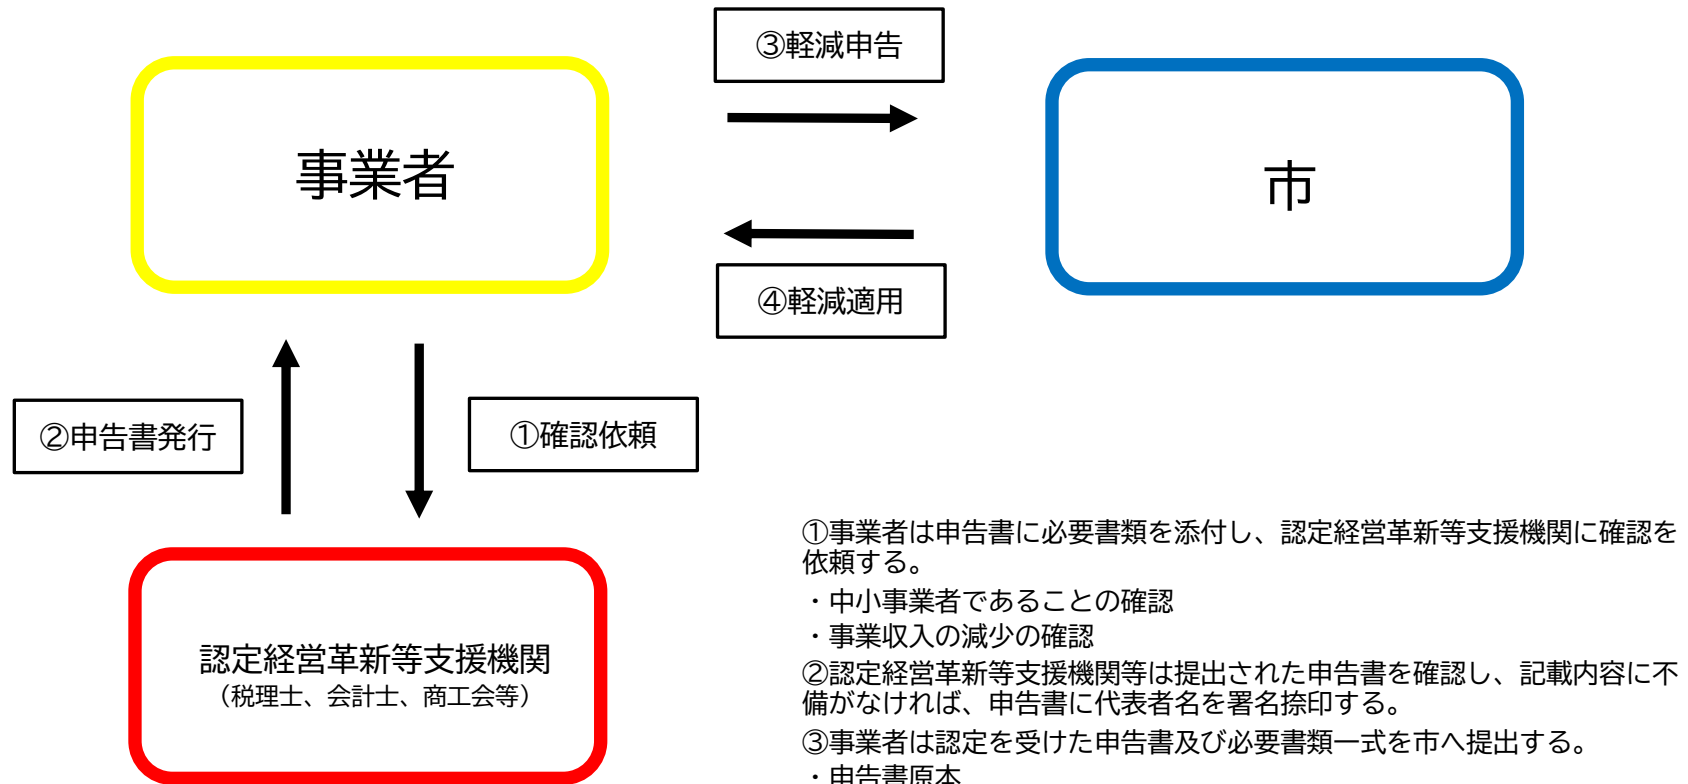 ③軽減申告
事業者
市
④軽減適用
②申告書発行
①確認依頼
認定経営革新等支援機関
（税理士、会計士、商工会等）
①事業者は申告書に必要書類を添付し、認定経営革新等支援機関に確認を
依頼する。
・中小事業者であることの確認
・事業収入の減少の確認
②認定経営革新等支援機関等は提出された申告書を確認し、記載内容に不
備がなければ、申告書に代表者名を署名捺印する。
③事業者は認定を受けた申告書及び必要書類一式を市へ提出する。
・申告書原本